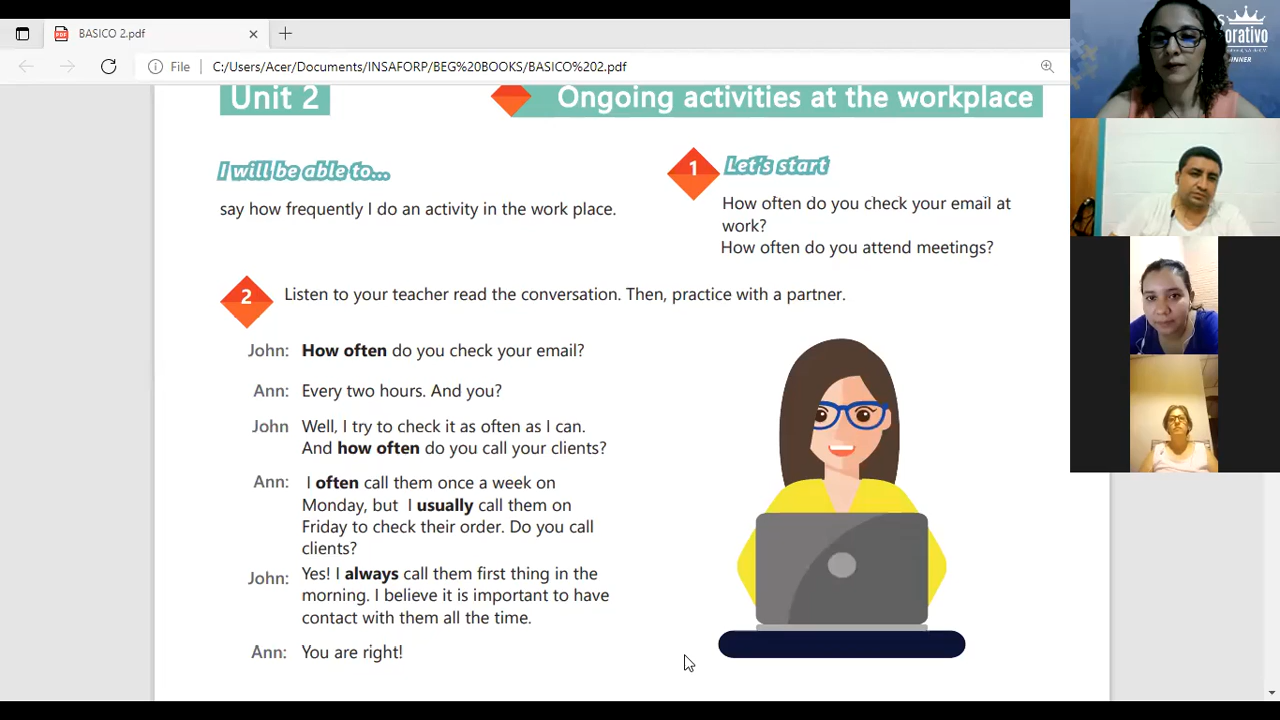 BASICO 2.pdf
File
C:/Users/Acer/Documents/INSAFORP/BEG%20BOOKS/BASICO%202.pdf
Unit 2
Ongoing activities at the workplace
I will be able to...
say how frequently I do an activity in the work place.
1
Let's start
How often do you check your email at
work?
How often do you attend meetings?
2
Listen to your teacher read the conversation. Then, practice with a partner.
John: How often do you check your email?
Ann: Every two hours. And you?
John Well, I try to check it as often as I can.
And how often do you call your clients?
Ann: I often call them once a week on
Monday, but I usually call them on
Friday to check their order. Do you call
clients?
John: Yes! I always call them first thing in the
morning. I believe it is important to have
contact with them all the time.
Ann: You are right!